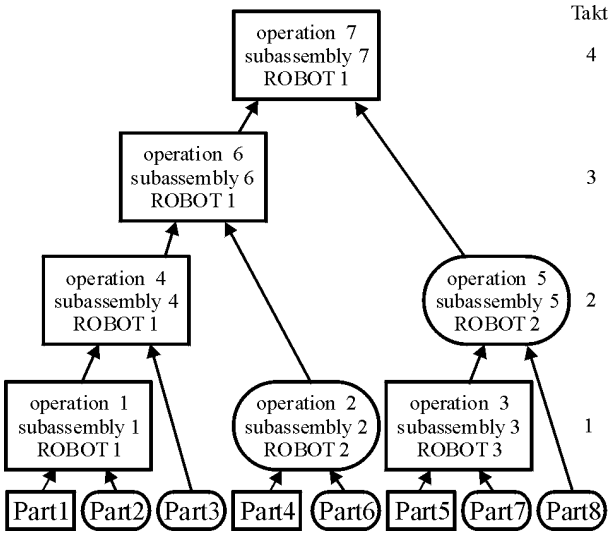 Takt
operation 7
subassembly 7
ROBOT 1
4
operation 6
subassembly 6
ROBOT 1
3
operation 4
subassembly 4
ROBOT 1
operation 5
subassembly 5
ROBOT 2
2
operation 1
subassembly 1
ROBOT 1
operation 2
subassembly 2
ROBOT 2
operation 3
subassembly 3
ROBOT 3
1
Part1
Part2
Part3
Part4
Part6
Part5
Part7
Part8